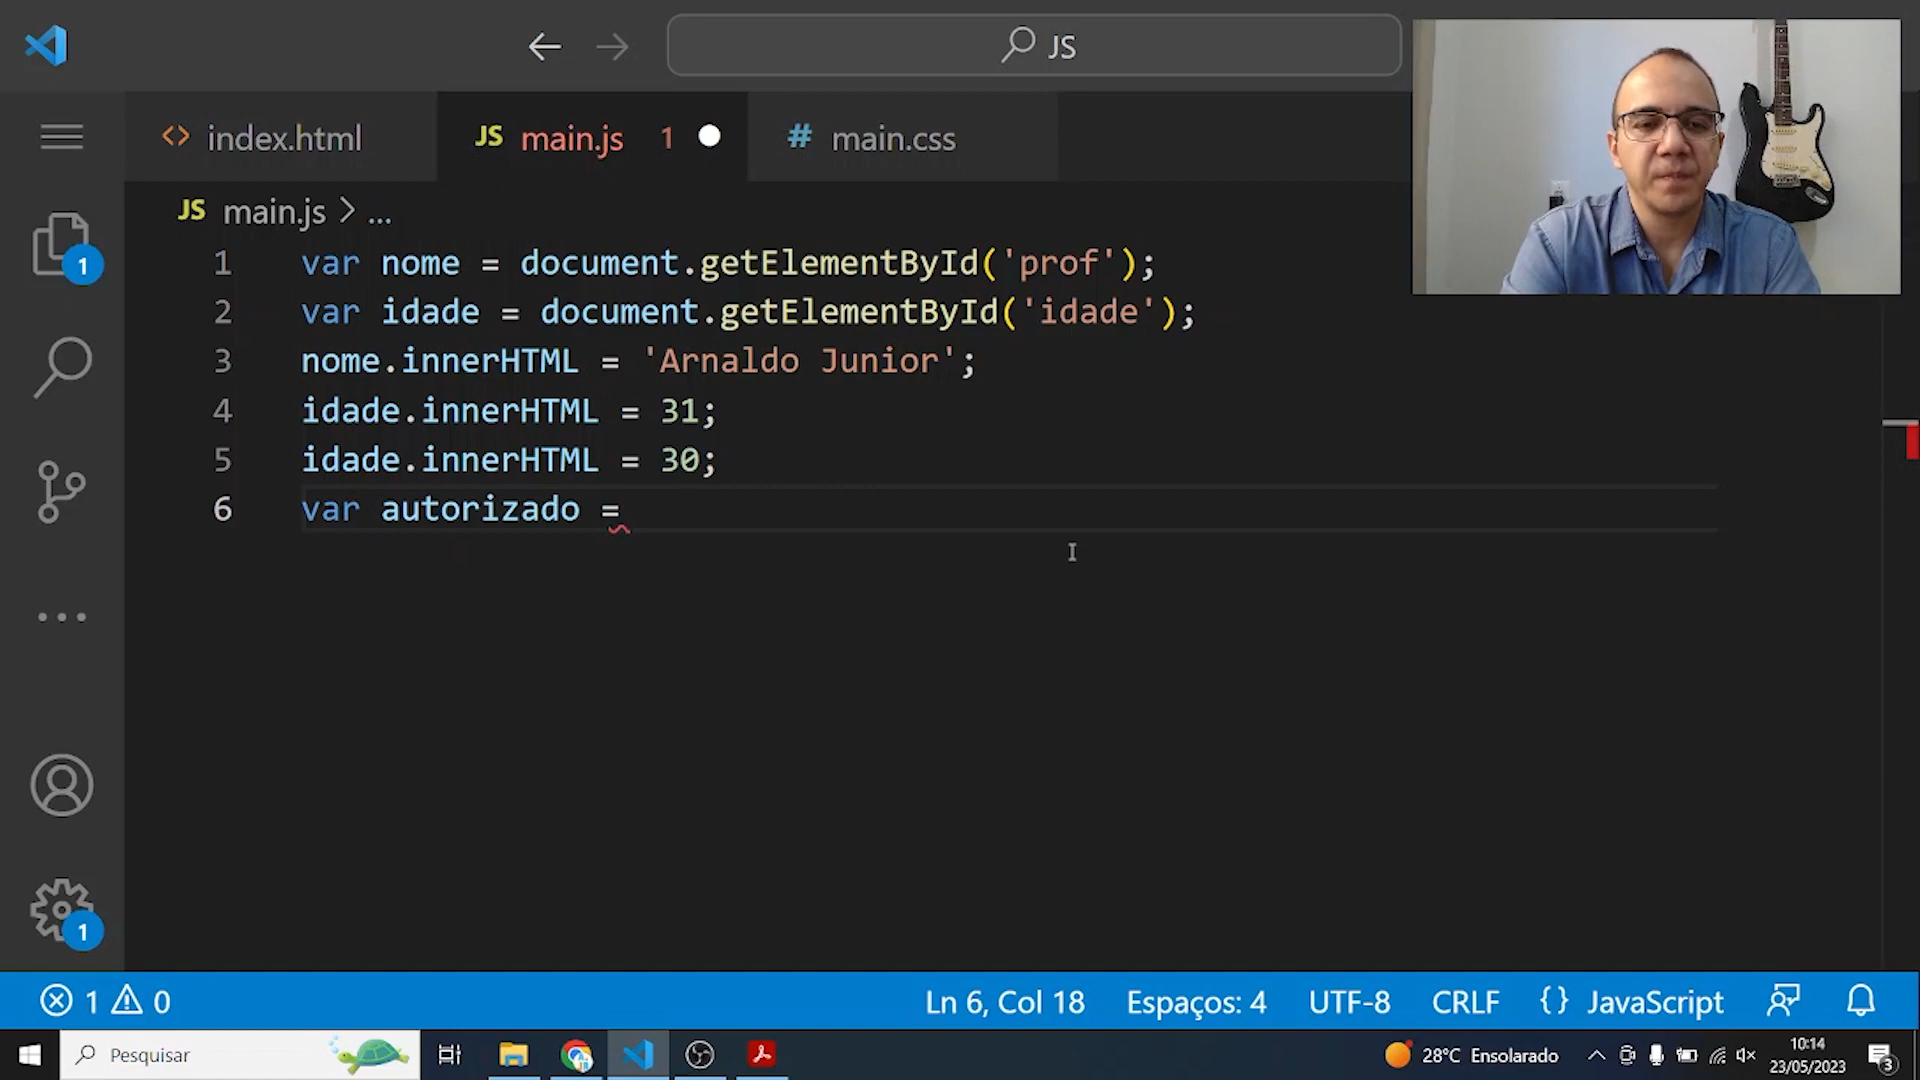 JS
index.html
JS main.js 1
# main.css
JS main.js > ...
1 var nome = document.getElementById('prof');
2 var idade = document.getElementById('idade');
3 nome.innerHTML = 'Arnaldo Junior';
4 idade.innerHTML = 31;
5 idade.innerHTML = 30;
6 var autorizado =
1
1
1 0
Ln 6, Col 18
Espaços: 4
UTF-8
CRLF
{} JavaScript
Pesquisar
28°C Ensolarado
10:14
23/05/2023
3